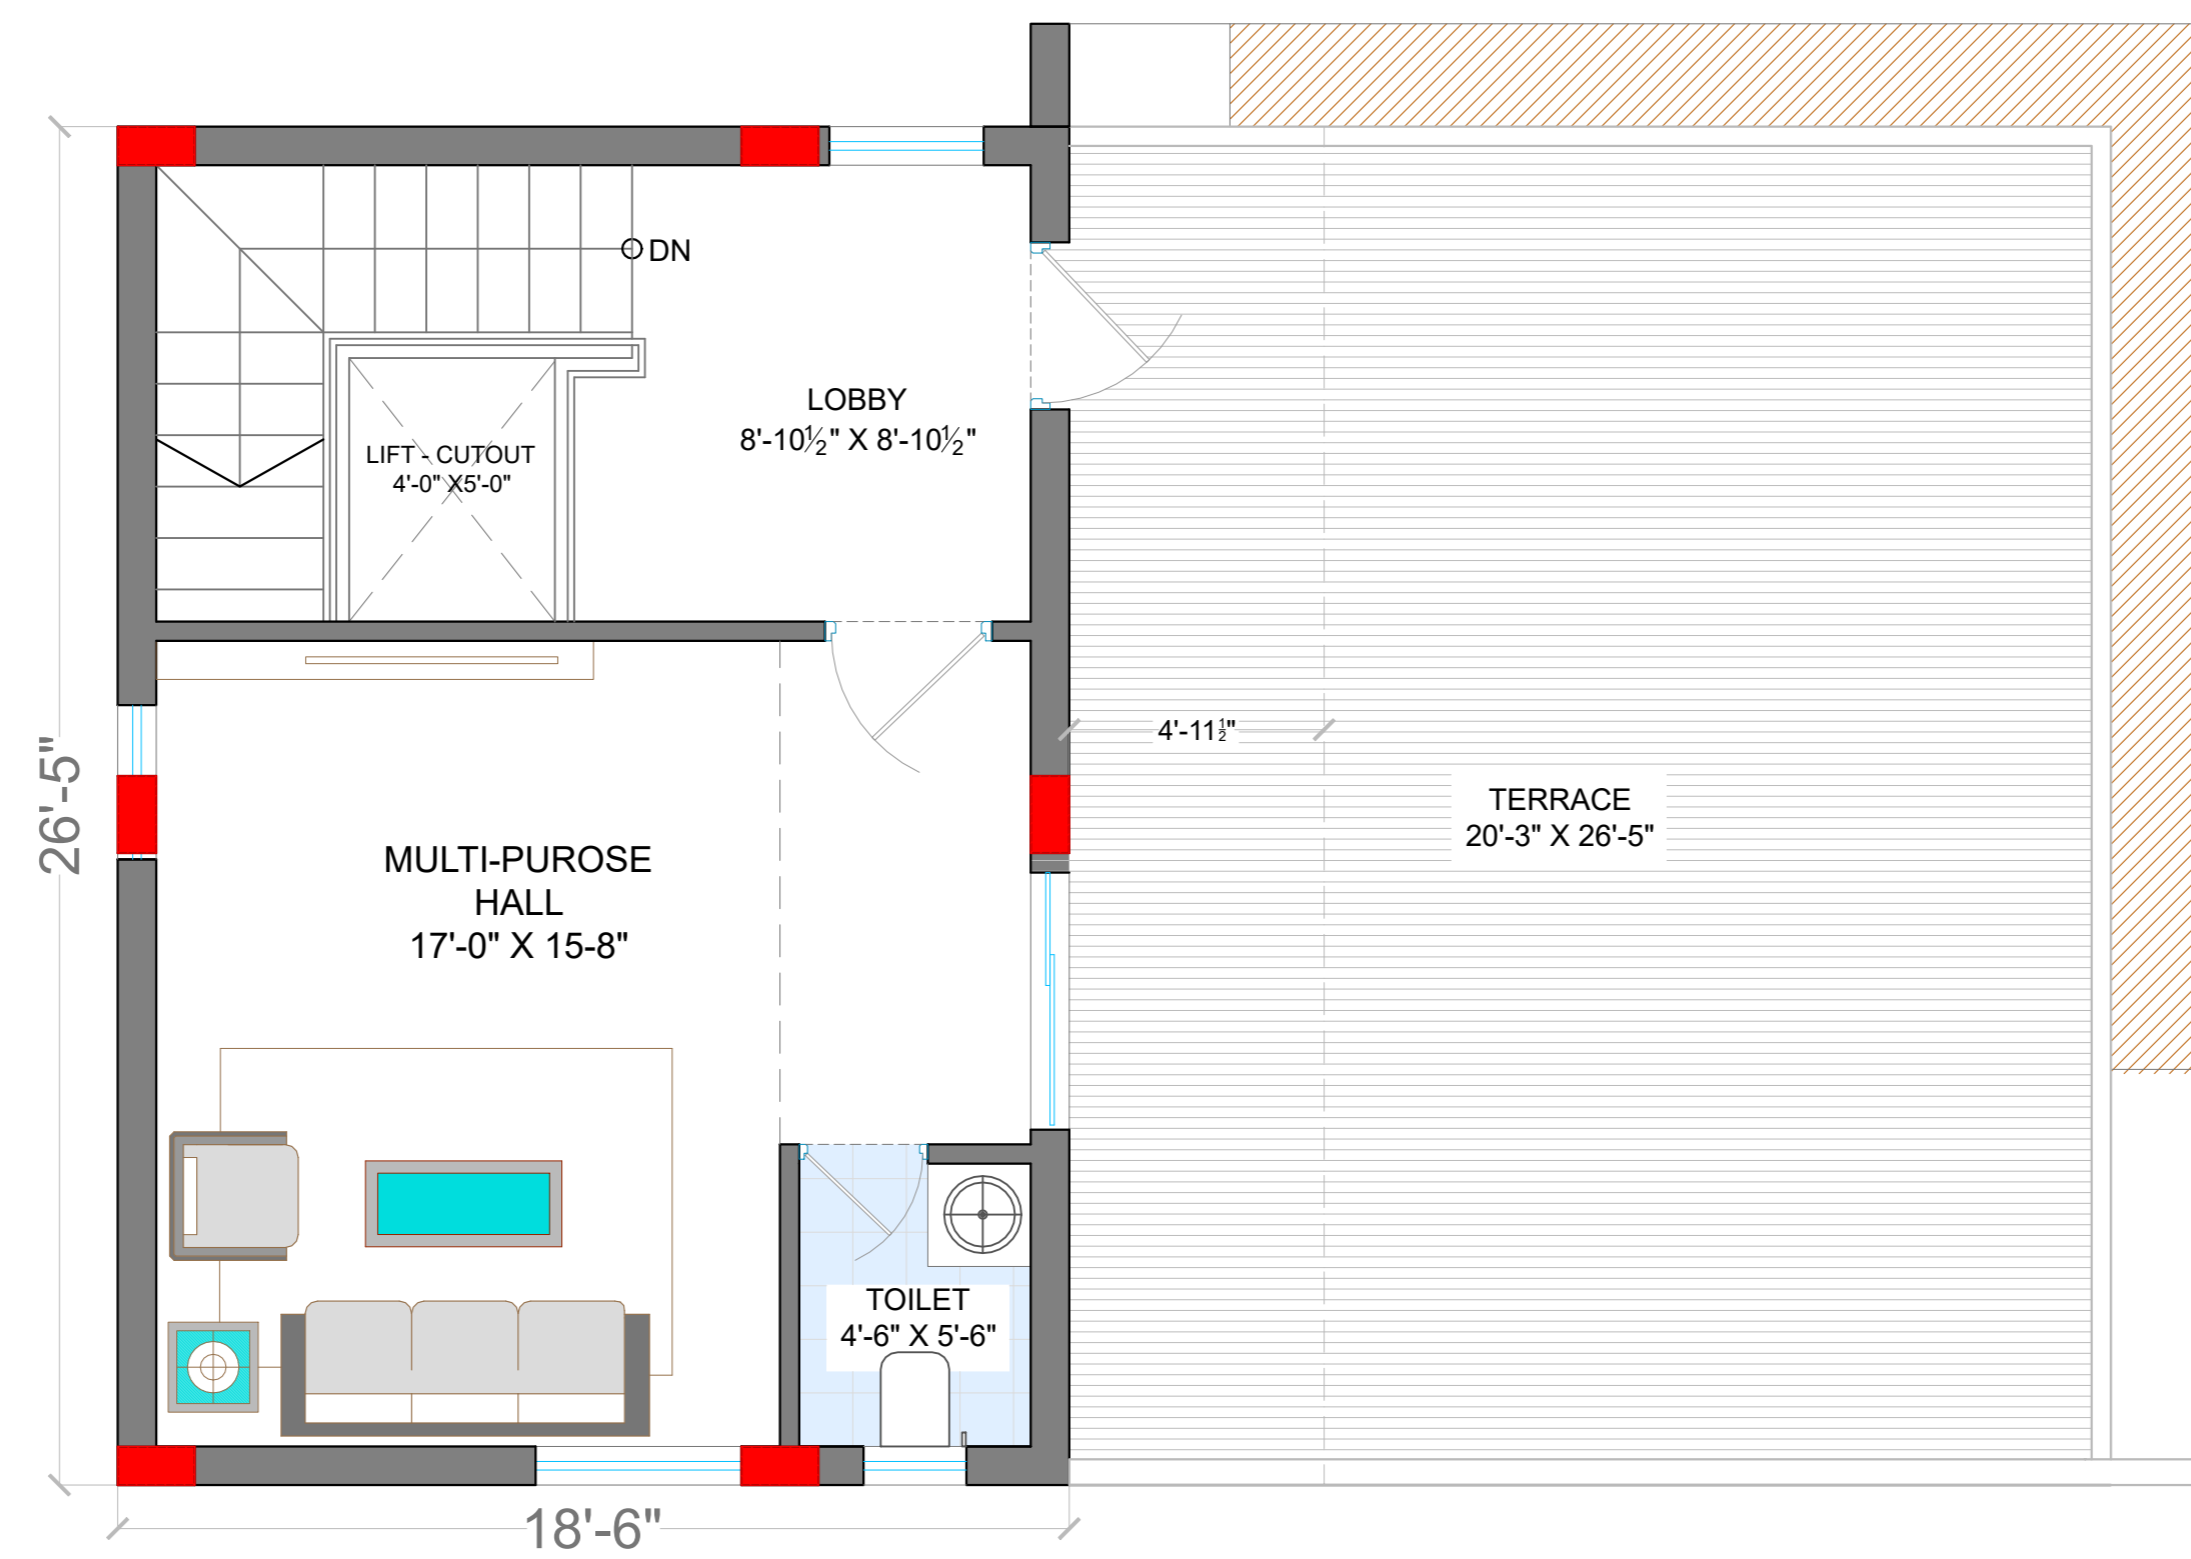 DN
LOBBY
8'-10½" X 8'-10½"
LIFT - CUTOUT
4'-0" X5'-0"
26'-5"
4'-11½"
TERRACE
20'-3" X 26'-5"
MULTI-PUROSE
HALL
17'-0" X 15-8"
TOILET
4'-6" X 5'-6"
18'-6"